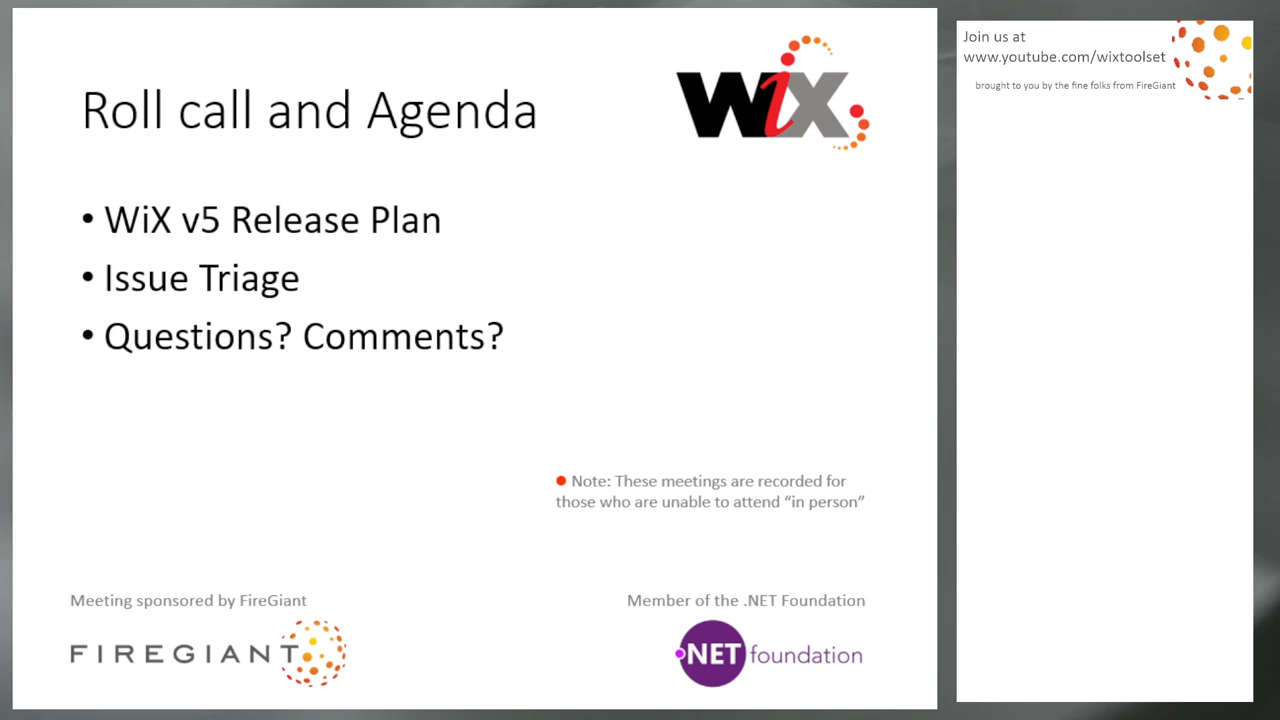 Roll call and Agenda
WiX
• WiX v5 Release Plan
• Issue Triage
• Questions? Comments?
Note: These meetings are recorded for
those who are unable to attend “in person”
Meeting sponsored by FireGiant
FIREGIANT
Member of the .NET Foundation
.NET foundation
Join us at
www.youtube.com/wixtoolset
brought to you by the fine folks from FireGiant